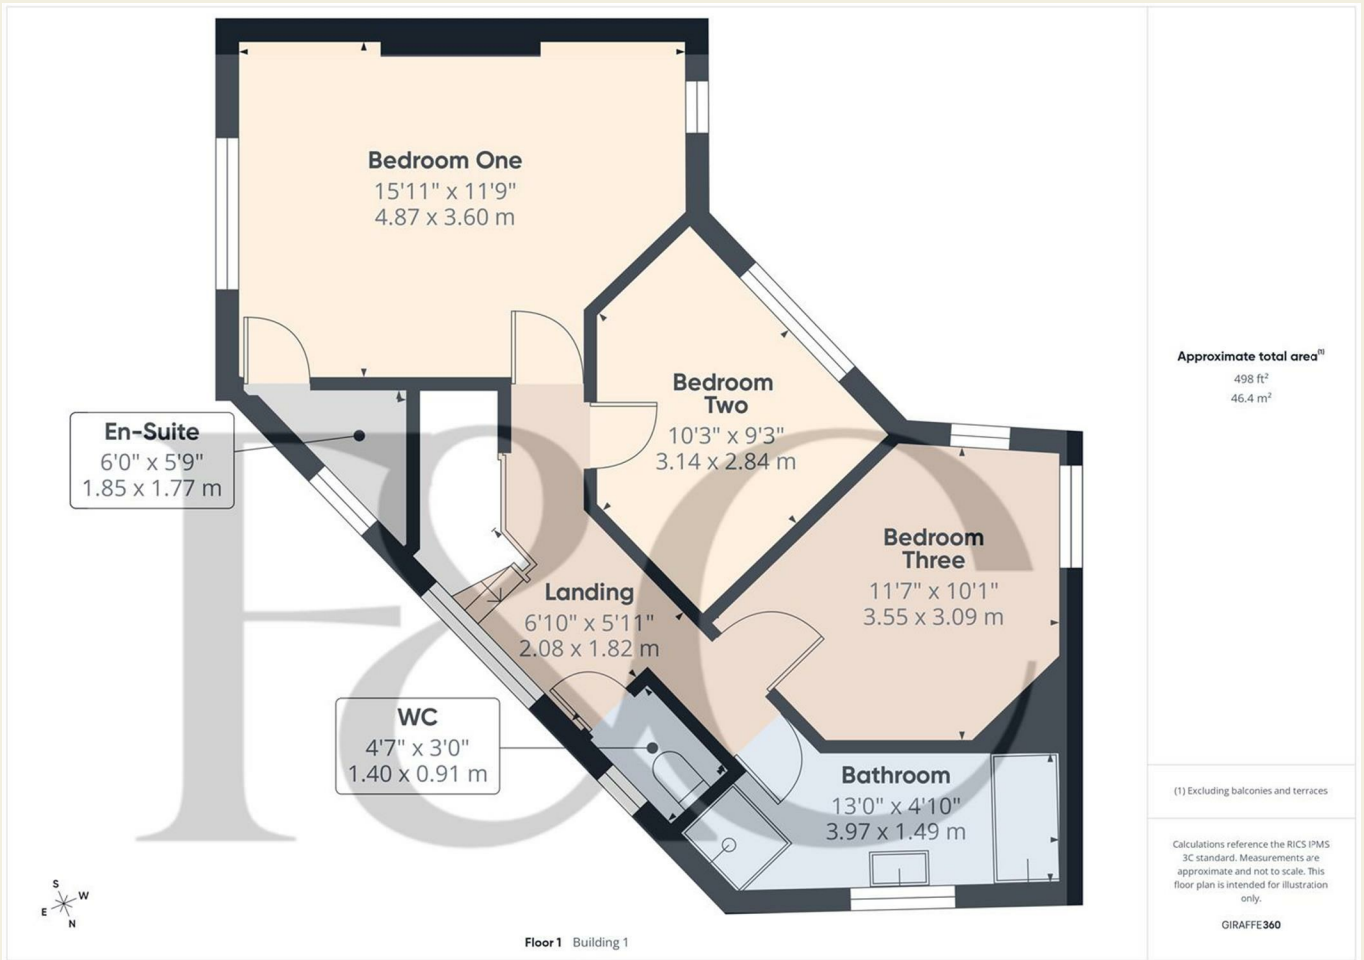 Bedroom One
15'11" x 11'9"
4.87 x 3.60 m
Bedroom
Two
10'3" x 9'3"
3.14 x 2.84 m
En-Suite
6'0" x 5'9"
1.85 x 1.77 m
Bedroom
Three
11'7" x 10'1"
3.55 x 3.09 m
Landing
6'10" x 5'11"
2.08 x 1.82 m
WC
4'7" x 3'0"
1.40 x 0.91 m
Bathroom
13'0" x 4'10"
3.97 x 1.49 m
F&C
S
W
E
N
Floor 1 Building 1
Approximate total area(1)
498 ft²
46.4 m²
(1) Excluding balconies and terraces
Calculations reference the RICS IPMS
3C standard. Measurements are
approximate and not to scale. This
floor plan is intended for illustration
only.
GIRAFFE360